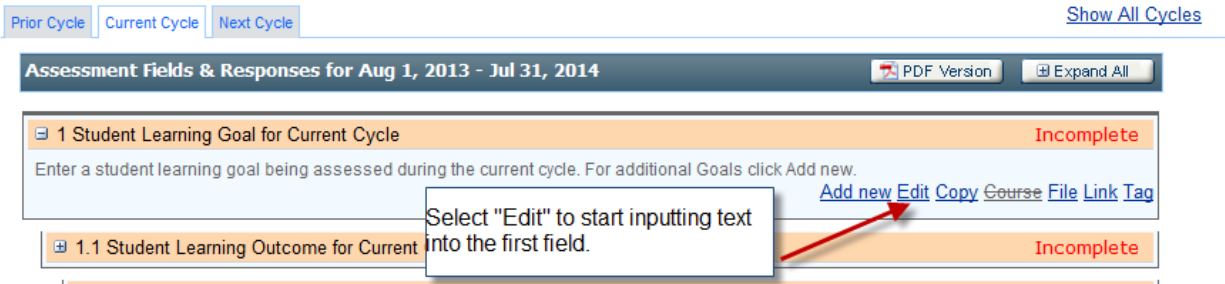 Show All Cycles
Prior Cycle Current Cycle Next Cycle
Assessment Fields & Responses for Aug 1, 2013 - Jul 31, 2014 PDF Version Expand All
1 Student Learning Goal for Current Cycle Incomplete
Enter a student learning goal being assessed during the current cycle. For additional Goals click Add new.
Add new Edit Copy Course File Link Tag
Select "Edit" to start inputting text
into the first field.
1.1 Student Learning Outcome for Current Incomplete